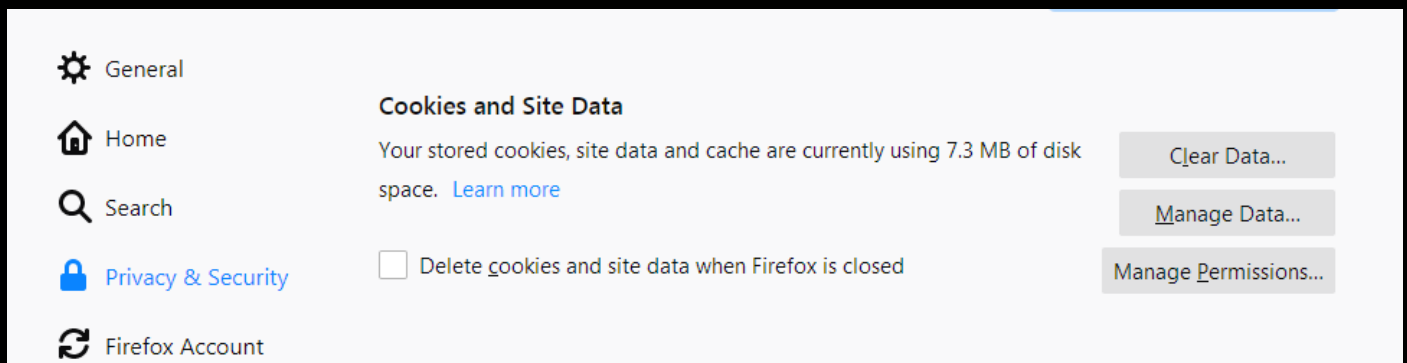 General
Home
Search
Privacy & Security
Firefox Account
Cookies and Site Data
Your stored cookies, site data and cache are currently using 7.3 MB of disk
space. Learn more
Delete cookies and site data when Firefox is closed
Clear Data...
Manage Data...
Manage Permissions...